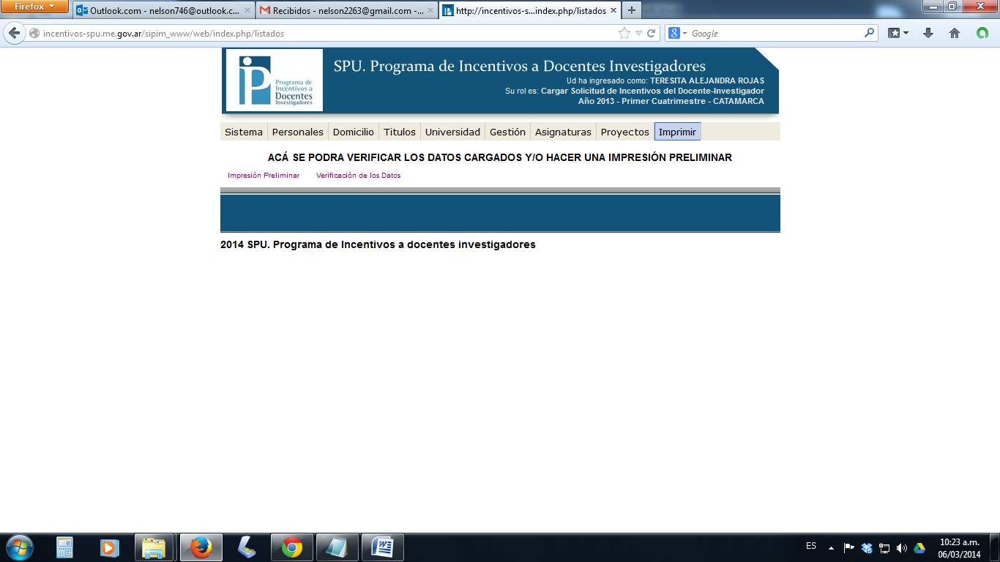 Firefox
Outlook.com - nelson746@outlook.c...
Recibidos - nelson2263@gmail.com -...
http://incentivos-s...index.php/listados
incentivos-spu.me.gov.ar/sipim_www/web/index.php/listados
Google
SPU. Programa de Incentivos a Docentes Investigadores
iP
Programa de
Incentivos a
Docentes
Investigadores
Ud ha ingresado como: TERESITA ALEJANDRA ROJAS
Su rol es: Cargar Solicitud de Incentivos del Docente-Investigador
Año 2013 - Primer Cuatrimestre - CATAMARCA
Sistema Personales Domicilio Titulos Universidad Gestión Asignaturas Proyectos Imprimir
ACÁ SE PODRA VERIFICAR LOS DATOS CARGADOS Y/O HACER UNA IMPRESIÓN PRELIMINAR
Impresión Preliminar Verificación de los Datos
2014 SPU. Programa de Incentivos a docentes investigadores
ES
10:23 a.m.
06/03/2014